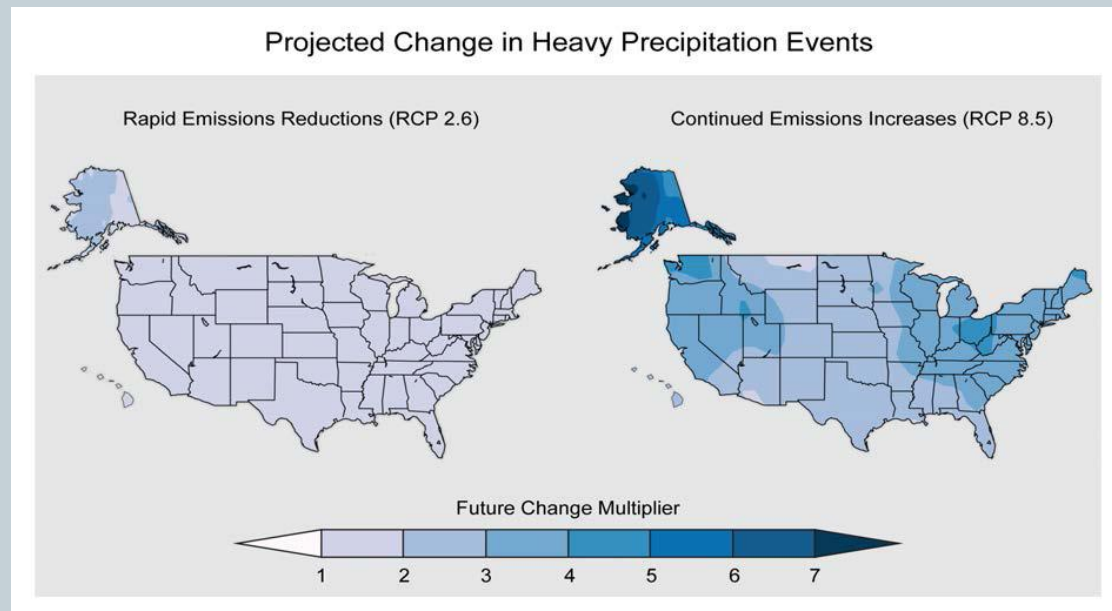 Projected Change in Heavy Precipitation Events
Rapid Emissions Reductions (RCP 2.6)
Continued Emissions Increases (RCP 8.5)
Future Change Multiplier
1 2 3 4 5 6 7